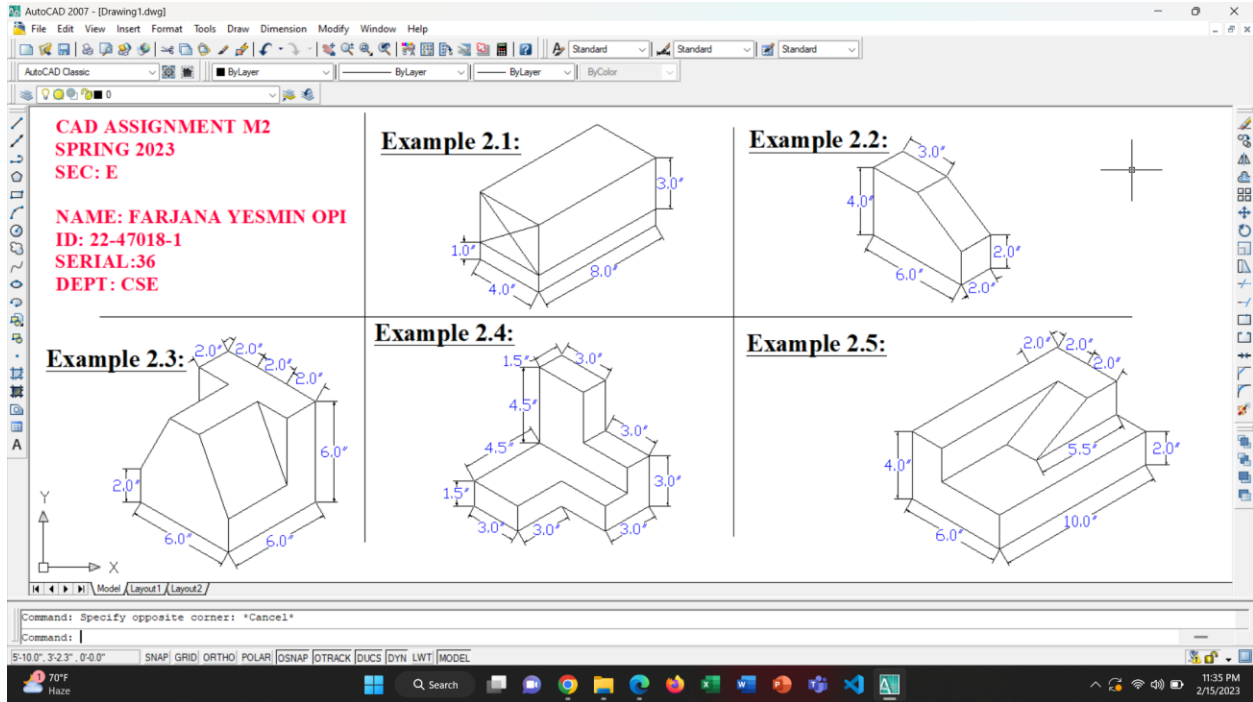 AutoCAD 2007 - [Drawing1.dwg]
File Edit View Insert Format Tools Draw Dimension Modify Window Help
Standard Standard Standard
AutoCAD Classic ByLayer ByLayer ByLayer ByColor
0
CAD ASSIGNMENT M2
SPRING 2023
SEC: E
NAME: FARJANA YESMIN OPI
ID: 22-47018-1
SERIAL:36
DEPT: CSE
Example 2.1:
3.0"
1.0"
4.0"
8.0"
Example 2.2:
3.0"
4.0"
2.0"
6.0"
2.0"
Example 2.3:
2.0" 2.0"
2.0"
2.0"
6.0"
2.0"
6.0" 6.0"
Example 2.4:
1.5" 3.0"
4.5"
3.0"
4.5"
3.0"
1.5"
3.0" 3.0" 3.0"
Example 2.5:
2.0" 2.0"
2.0"
5.5" 2.0"
4.0"
10.0"
6.0"
Y
X
Model Layout1 Layout2
Command: Specify opposite corner: *Cancel*
Command:
5'-10.0", 3'-2.3" , 0'-0.0" SNAP GRID ORTHO POLAR OSNAP OTRACK DUCS DYN LWT MODEL
1 70°F
Haze
Search
11:35 PM
2/15/2023